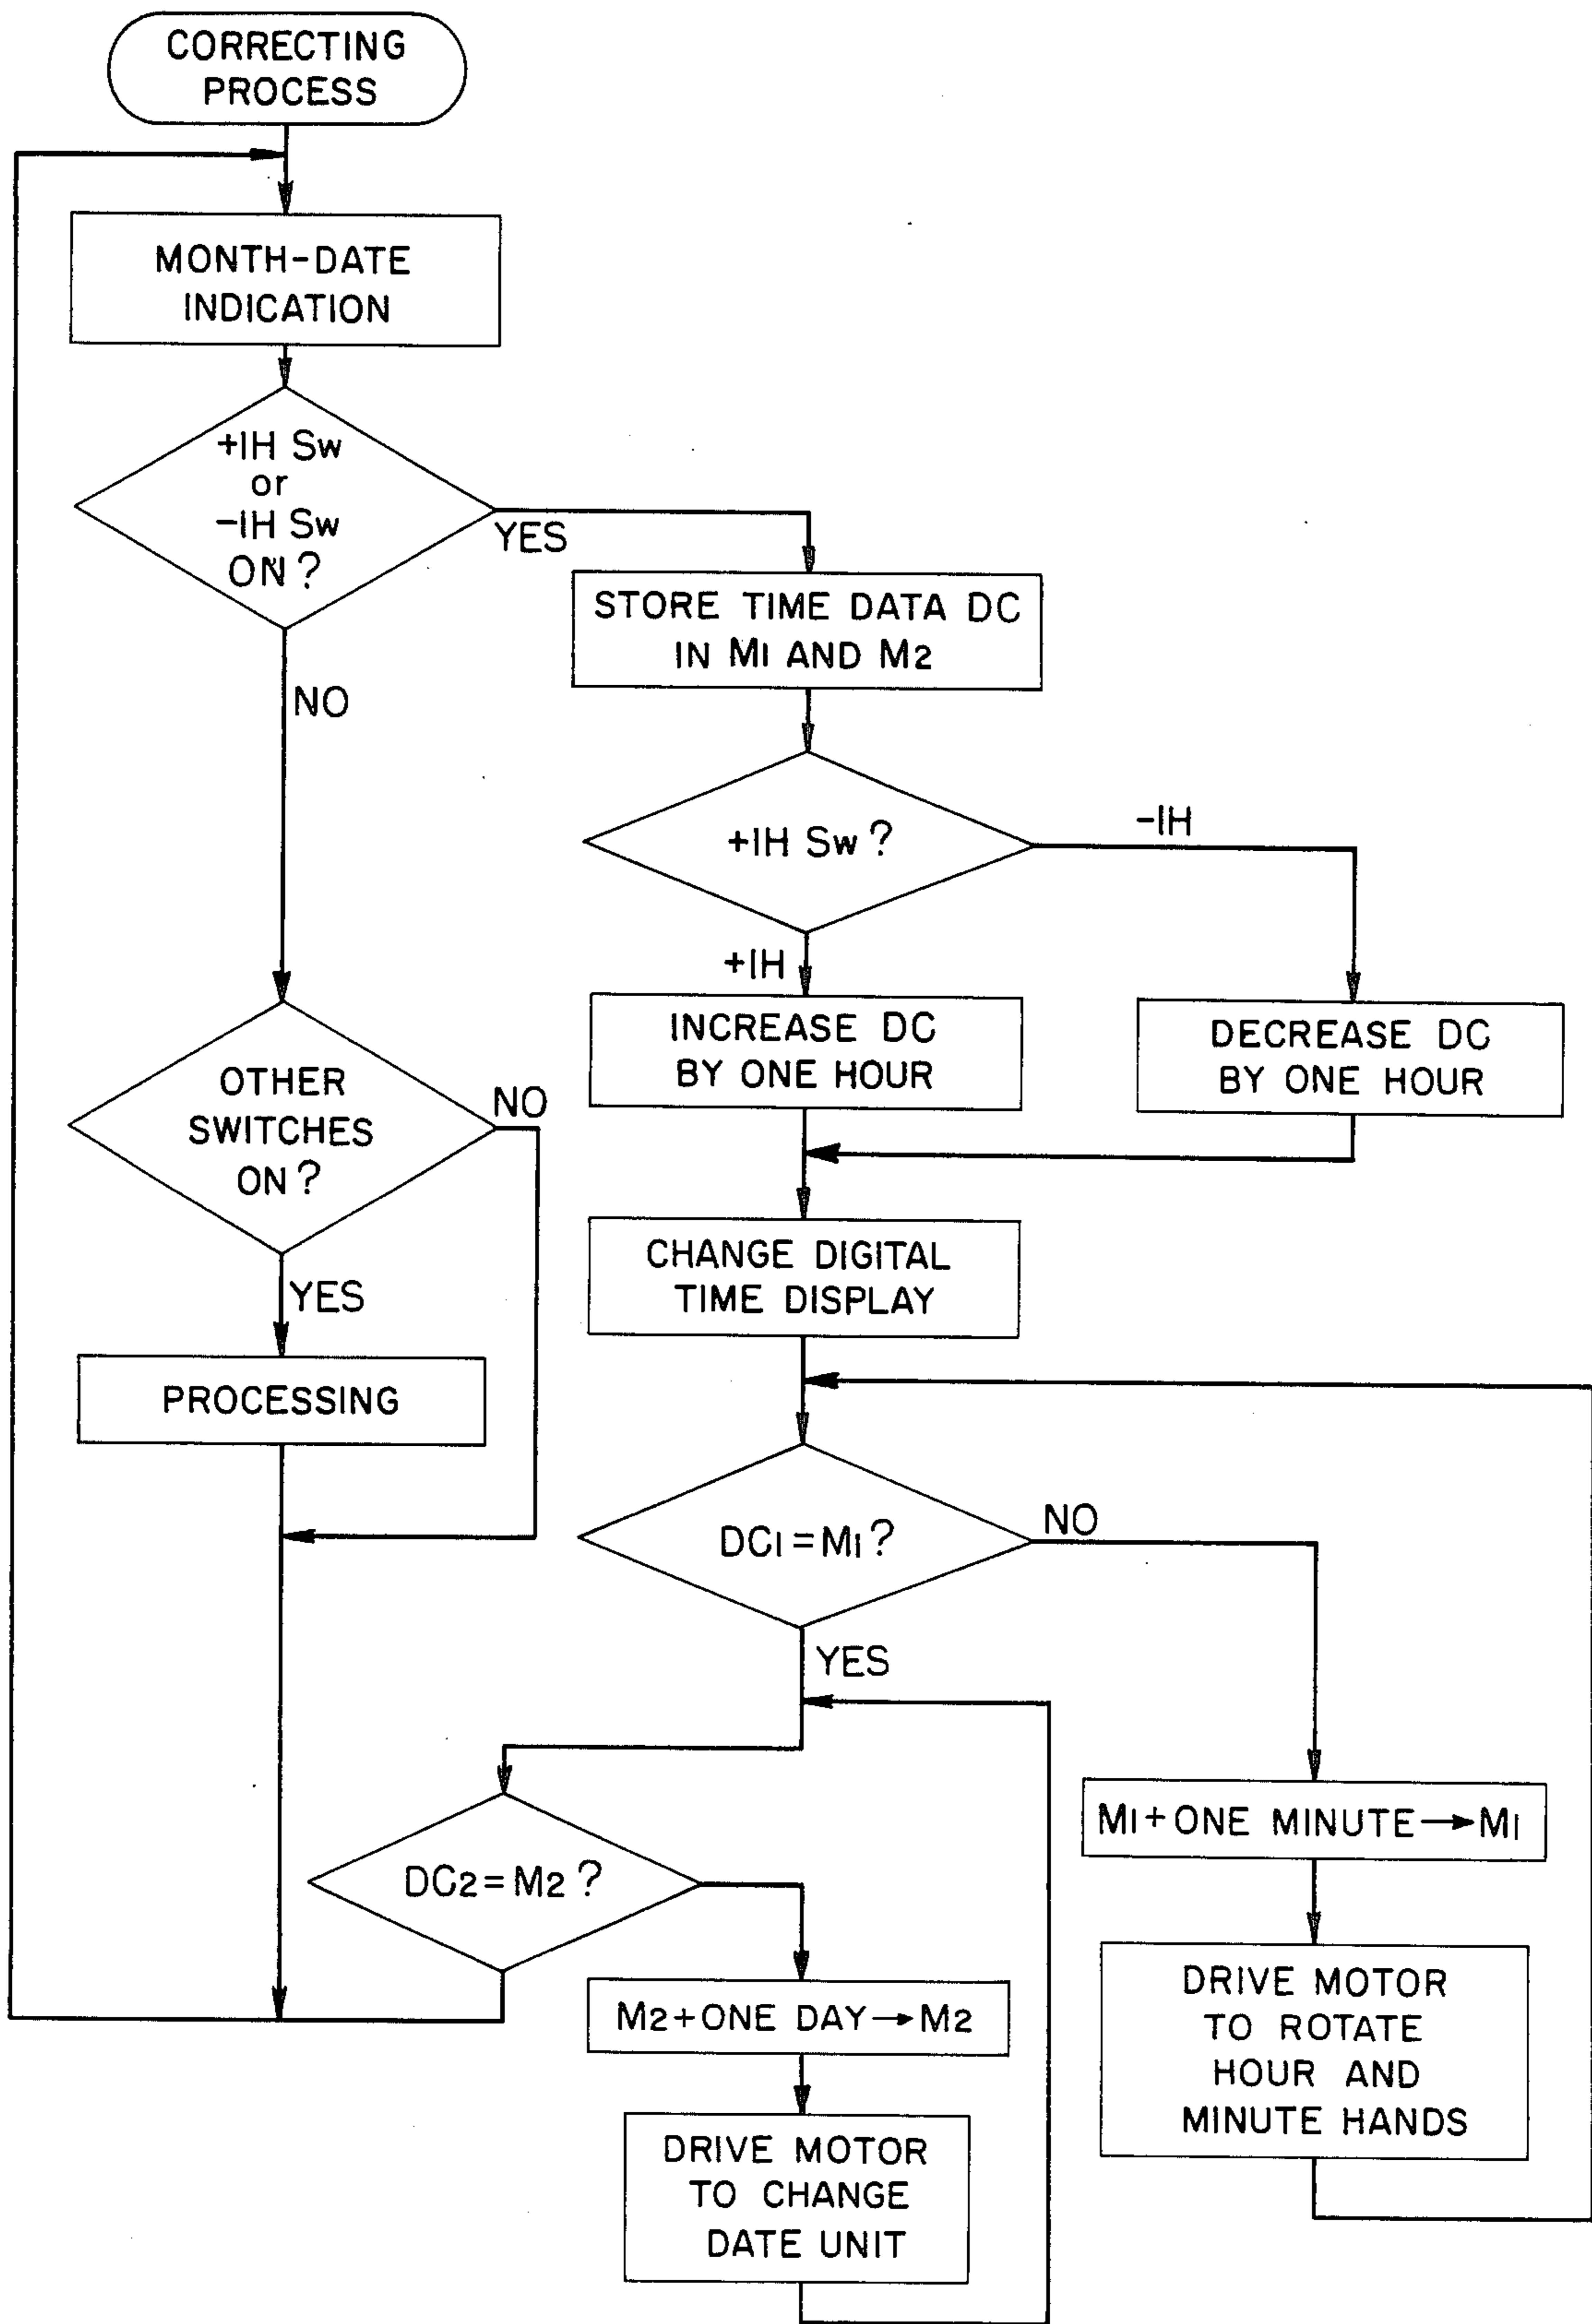 CORRECTING
PROCESS
MONTH-DATE
INDICATION
+1H Sw
or
-1H Sw
ON?
YES
NO
STORE TIME DATA DC
IN M1 AND M2
+1H Sw?
-1H
+1H
INCREASE DC
BY ONE HOUR
DECREASE DC
BY ONE HOUR
OTHER
SWITCHES
ON?
NO
YES
PROCESSING
CHANGE DIGITAL
TIME DISPLAY
DC1=M1?
NO
YES
M1+ONE MINUTE→M1
DRIVE MOTOR
TO ROTATE
HOUR AND
MINUTE HANDS
DC2=M2?
M2+ONE DAY→M2
DRIVE MOTOR
TO CHANGE
DATE UNIT